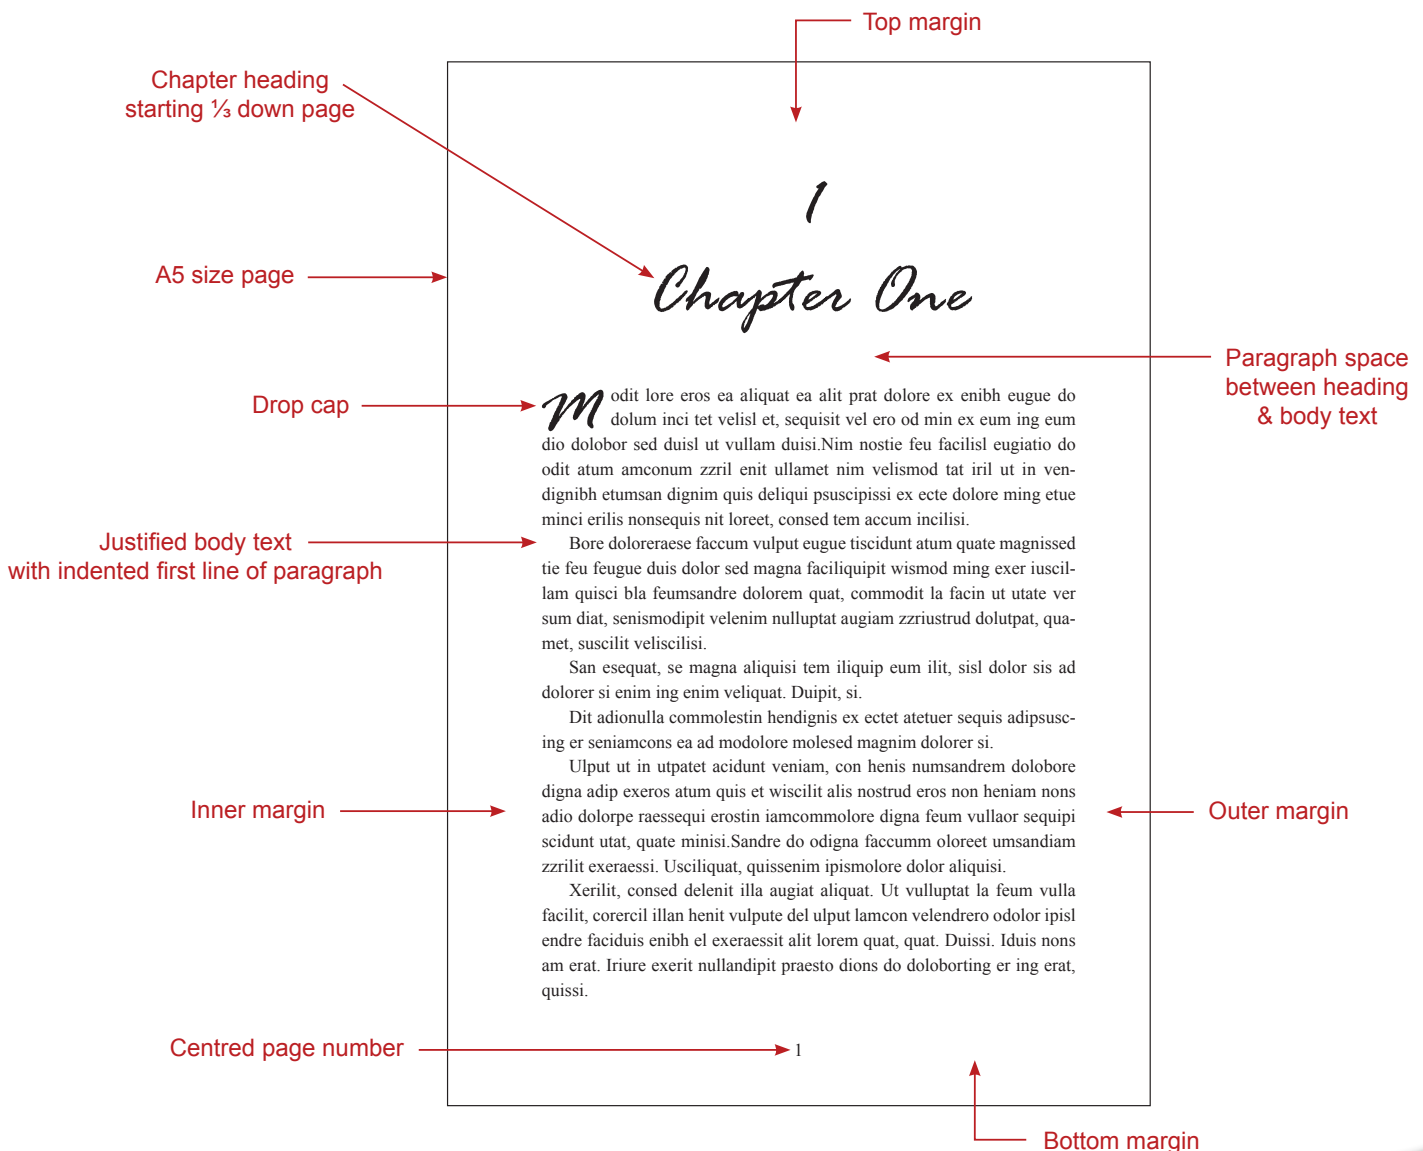 Top margin
Chapter heading
starting ⅓ down page
1
A5 size page
Chapter One
Paragraph space
between heading
& body text
Drop cap
Modit lore eros ea aliquat ea alit prat dolore ex enibh eugue do
dolum inci tet velisl et, sequisit vel ero od min ex eum ing eum
dio dolobor sed duisl ut vullam duisi.Nim nostie feu facilisl eugiatio do
odit atum amconum zzril enit ullamet nim velismod tat iril ut in ven-
dignibh etumsan dignim quis deliqui psuscipissi ex ecte dolore ming etue
minci erilis nonsequis nit loreet, consed tem accum incilisi.
Justified body text
with indented first line of paragraph
Bore doloreraese faccum vulput eugue tiscidunt atum quate magnissed
tie feu feugue duis dolor sed magna faciliquipit wismod ming exer iuscil-
lam quisci bla feumsandre dolorem quat, commodit la facin ut utate ver
sum diat, senismodipit velenim nulluptat augiam zzriustrud dolutpat, qua-
met, suscilit veliscilisi.
San esequat, se magna aliquisi tem iliquip eum ilit, sisl dolor sis ad
dolorer si enim ing enim veliquat. Duipit, si.
Dit adionulla commolestin hendignis ex ectet atetuer sequis adipsusc-
ing er seniamcons ea ad modolore molesed magnim dolorer si.
Ulput ut in utpatet acidunt veniam, con henis numsandrem dolobore
digna adip exeros atum quis et wiscilit alis nostrud eros non heniam nons
adio dolorpe raessequi erostin iamcommolore digna feum vullaor sequipi
scidunt utat, quate minisi.Sandre do odigna faccumm oloreet umsandiam
zzrilit exeraessi. Usciliquat, quissenim ipismolore dolor aliquisi.
Inner margin
Outer margin
Xerilit, consed delenit illa augiat aliquat. Ut vulluptat la feum vulla
facilit, corercil illan henit vulpute del ulput lamcon velendrero odolor ipisl
endre faciduis enibh el exeraessit alit lorem quat, quat. Duissi. Iduis nons
am erat. Iriure exerit nullandipit praesto dions do doloborting er ing erat,
quissi.
Centred page number
1
Bottom margin